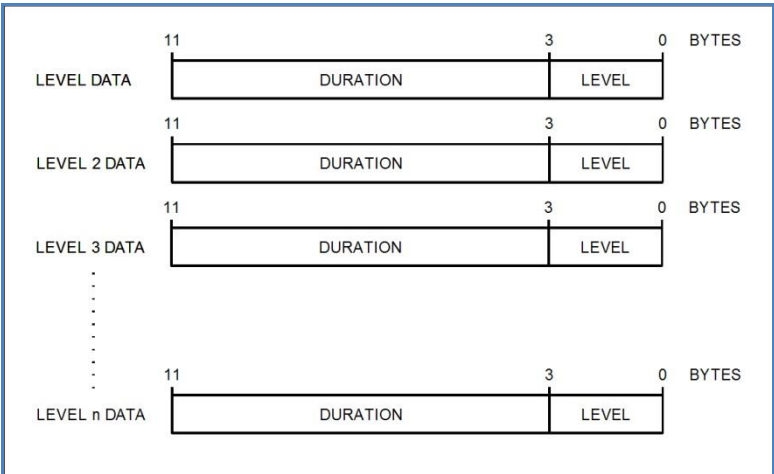 11 3 0 BYTES
LEVEL DATA DURATION LEVEL
11 3 0 BYTES
LEVEL 2 DATA DURATION LEVEL
11 3 0 BYTES
LEVEL 3 DATA DURATION LEVEL
11 3 0 BYTES
LEVEL n DATA DURATION LEVEL